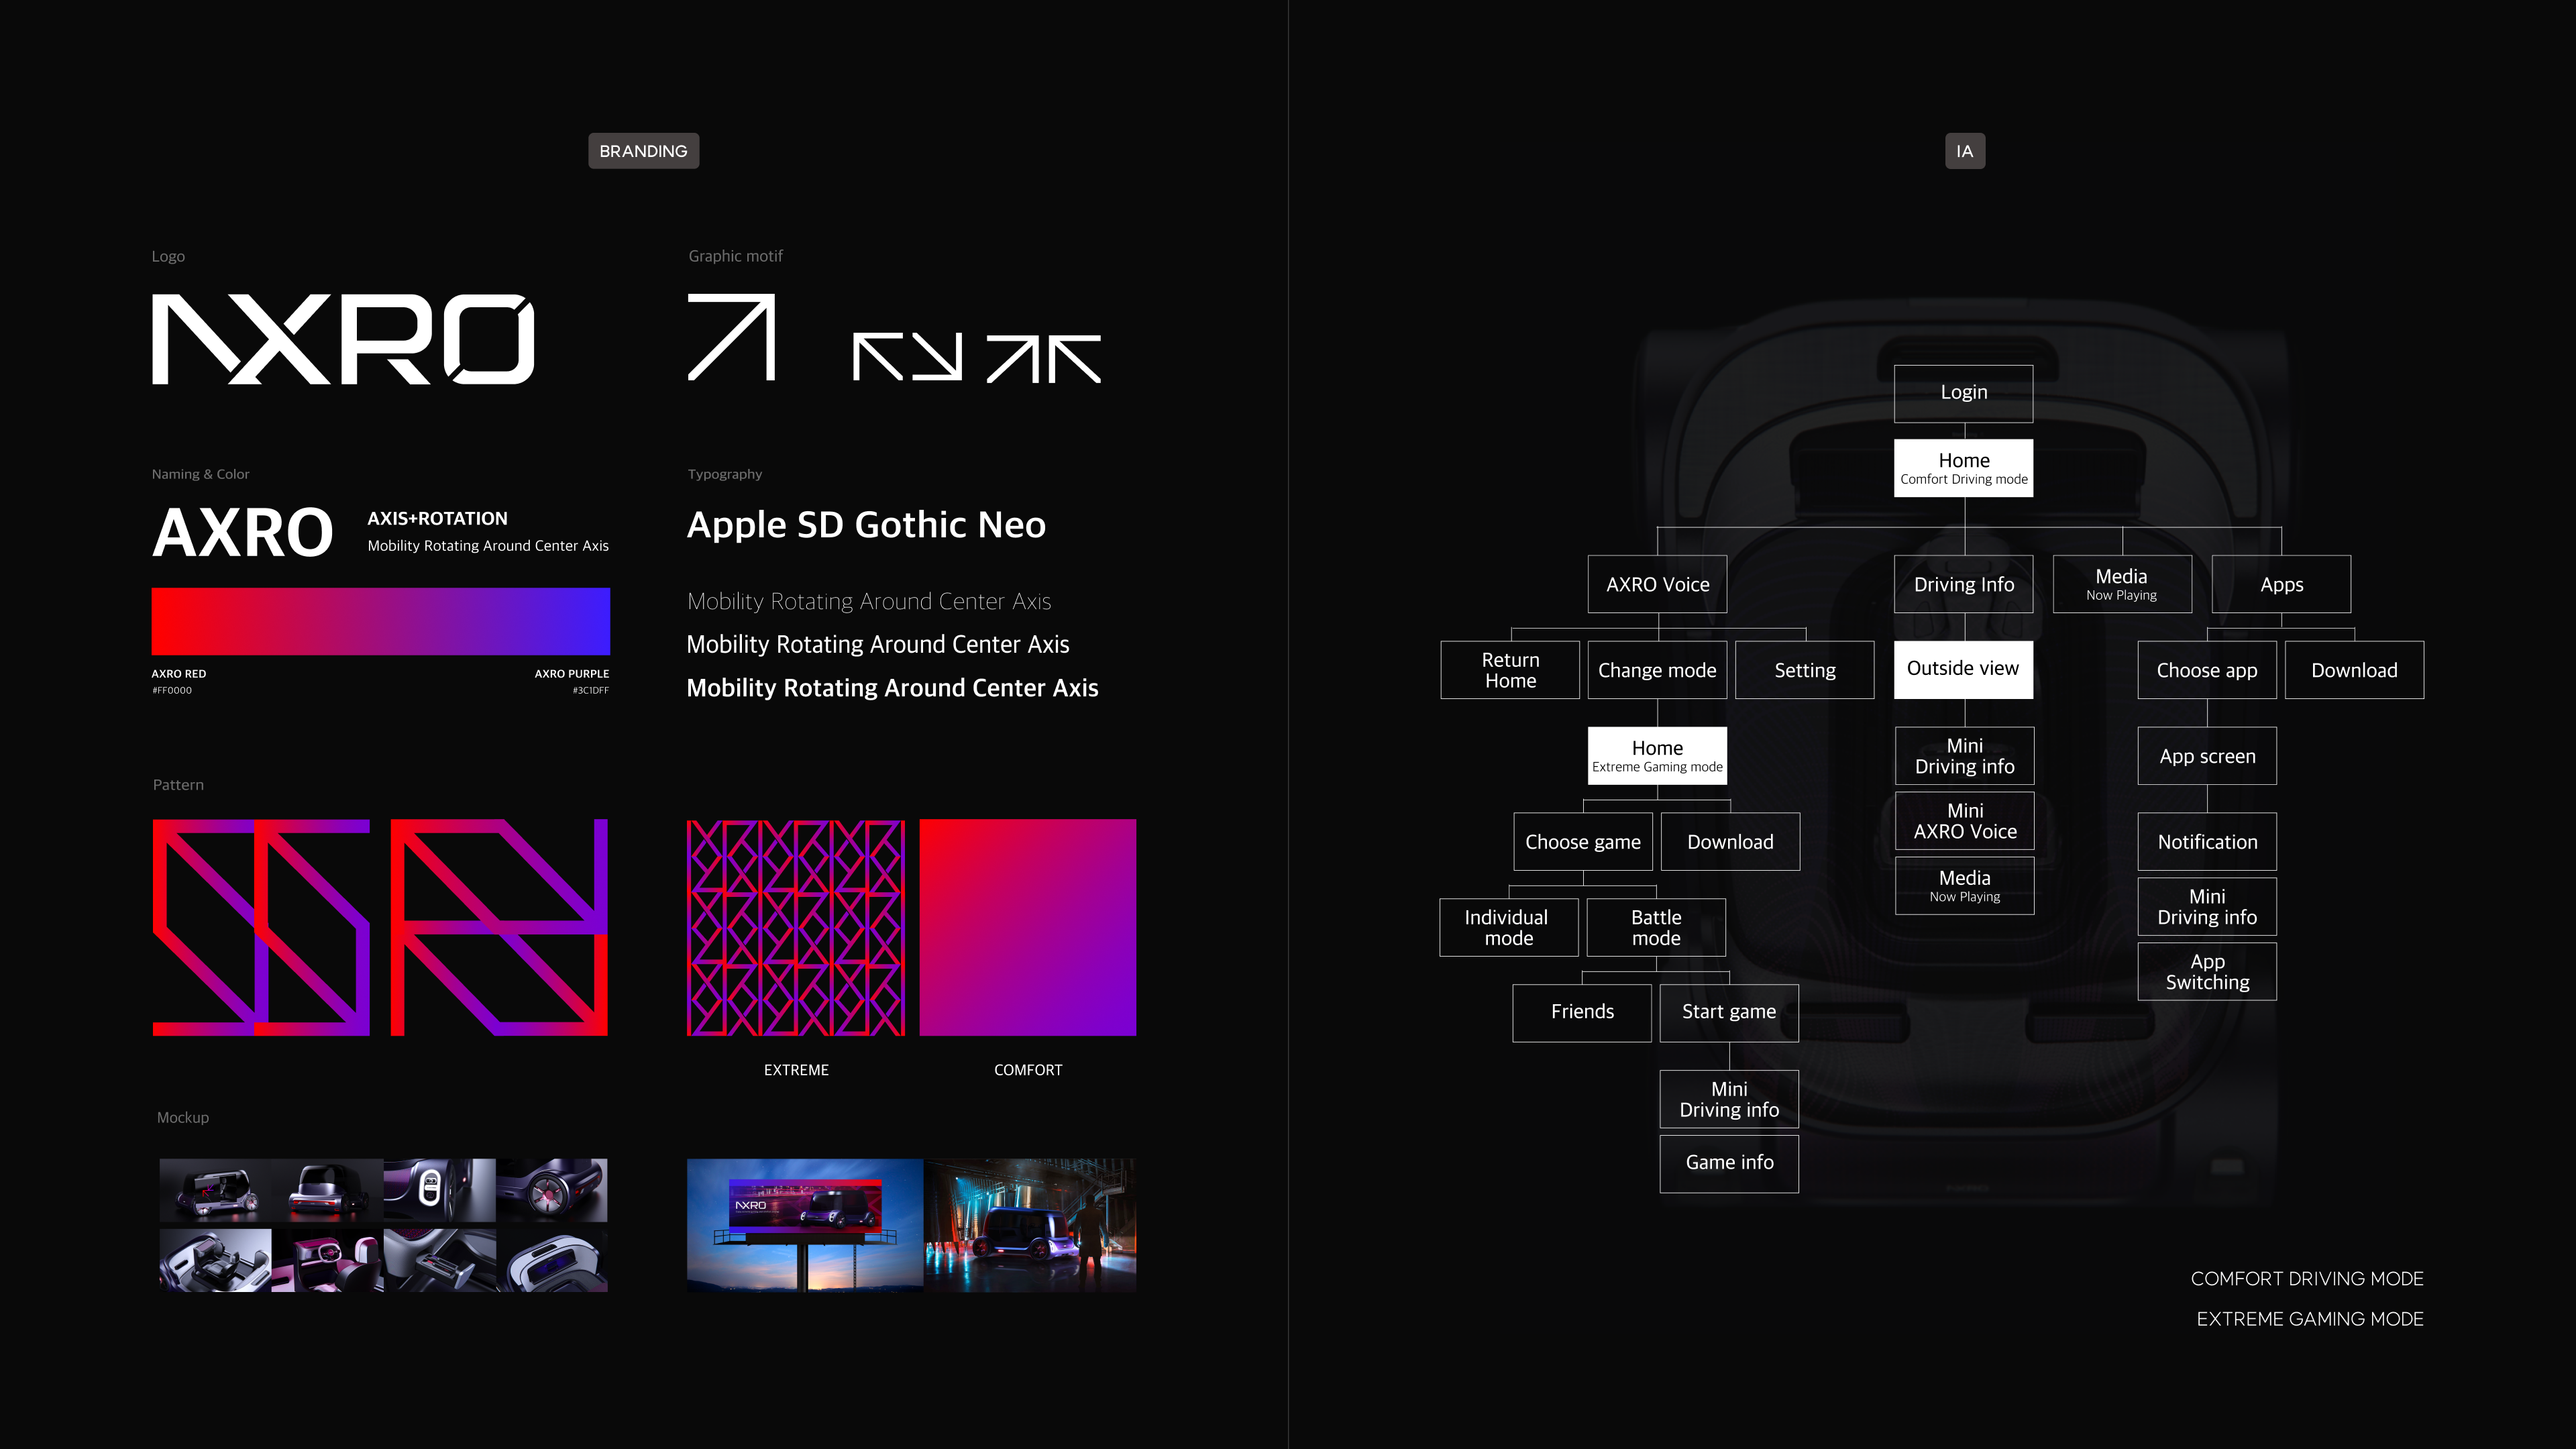 BRANDING
Logo
AXRO
Graphic motif
Naming & Color
AXRO
AXIS+ROTATION
Mobility Rotating Around Center Axis
AXRO RED
#FF0000
AXRO PURPLE
#3C1DFF
Typography
Apple SD Gothic Neo
Mobility Rotating Around Center Axis
Mobility Rotating Around Center Axis
Mobility Rotating Around Center Axis
Pattern
EXTREME
COMFORT
Mockup
AXRO
IA
Login
Home
Comfort Driving mode
AXRO Voice
Driving Info
Media
Now Playing
Apps
Return
Home
Change mode
Setting
Outside view
Choose app
Download
Home
Extreme Gaming mode
Mini
Driving info
App screen
Choose game
Download
Mini
AXRO Voice
Notification
Media
Now Playing
Individual
mode
Battle
mode
Mini
Driving info
App
Switching
Friends
Start game
Mini
Driving info
Game info
COMFORT DRIVING MODE
EXTREME GAMING MODE